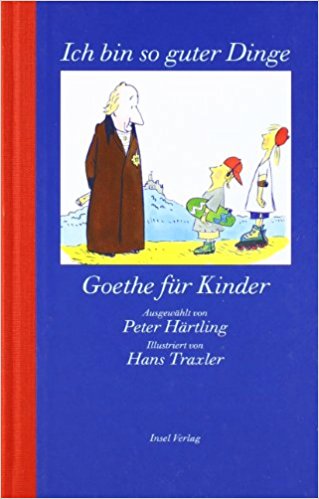 Ich bin so guter Dinge
Goethe für Kinder
Ausgewählt von
Peter Härtling
Illustriert von
Hans Traxler
Insel Verlag